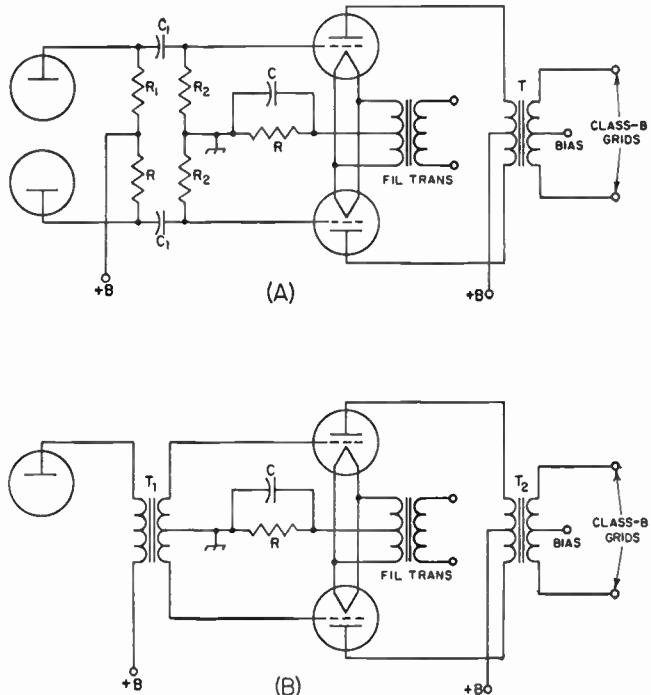 C1
R1
R2
C
R
R
R2
C1
+B
FIL TRANS
T
BIAS
CLASS-B
GRIDS
+B
(A)
T1
C
R
+B
FIL TRANS
T2
BIAS
CLASS-B
GRIDS
+B
(B)